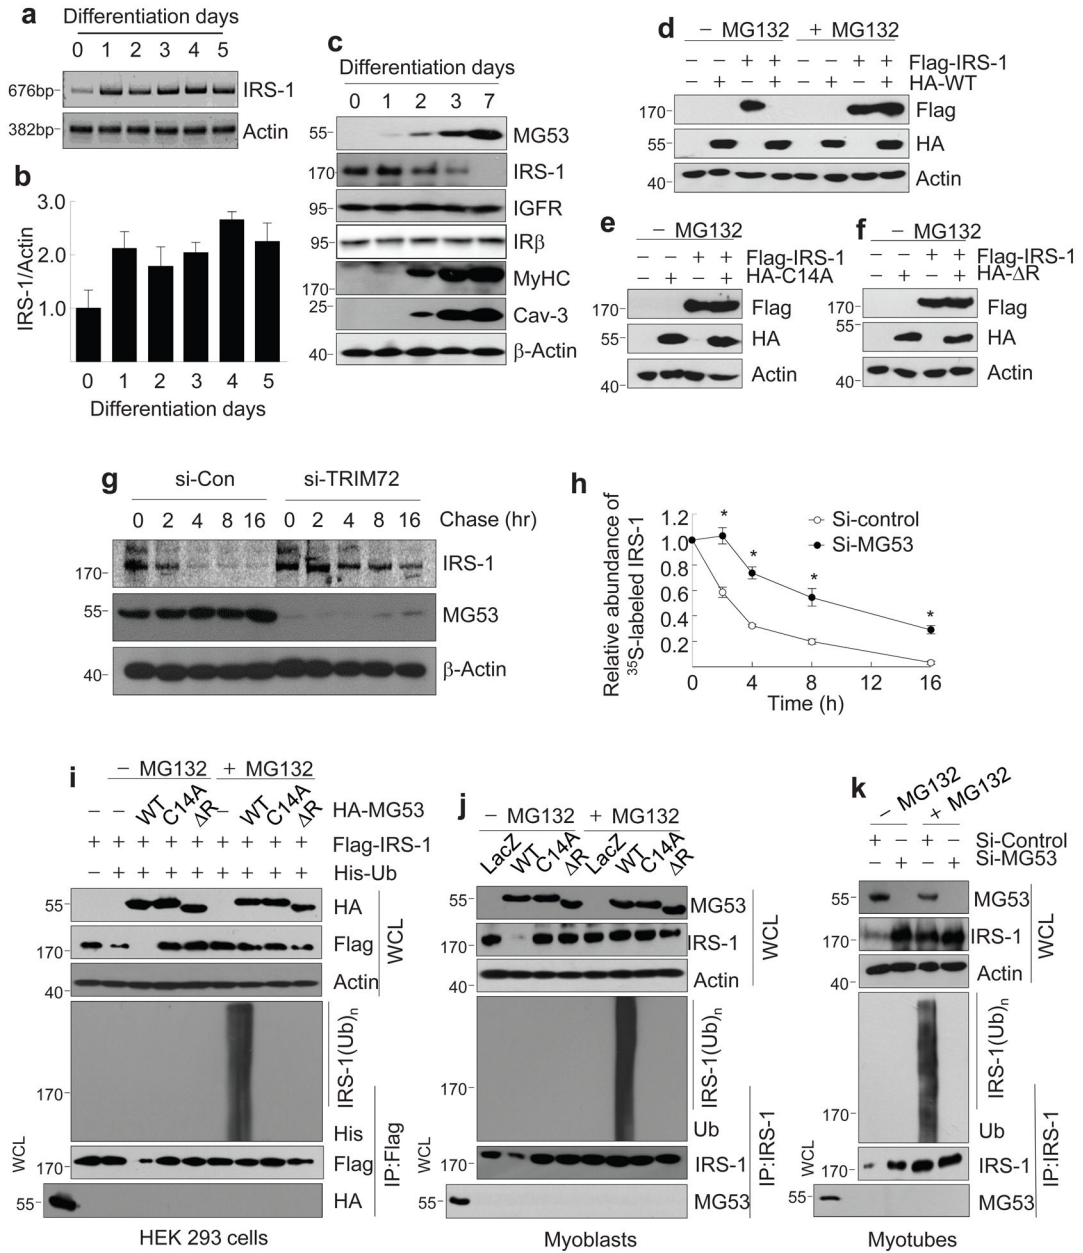 a
Differentiation days
0 1 2 3 4 5
676bp IRS-1
382bp Actin
b
3.0
2.0
1.0
IRS-1/Actin
0 1 2 3 4 5
Differentiation days
c
Differentiation days
0 1 2 3 7
55 MG53
170 IRS-1
95 IGFR
95 IRβ
170 MyHC
25 Cav-3
40 β-Actin
d
− MG132 + MG132
− − + + − − + + Flag-IRS-1
− + − + − + − + HA-WT
170 Flag
55 HA
40 Actin
e
− MG132
− − + + Flag-IRS-1
− + − + HA-C14A
170 Flag
55 HA
40 Actin
f
− MG132
− − + + Flag-IRS-1
− + − + HA-ΔR
170 Flag
55 HA
40 Actin
g
si-Con si-TRIM72
0 2 4 8 16 0 2 4 8 16 Chase (hr)
170 IRS-1
55 MG53
40 β-Actin
h
Relative abundance of
³⁵S-labeled IRS-1
1.2
1.0
0.8
0.6
0.4
0.2
Si-control
Si-MG53
* * * *
0 4 8 12 16
Time (h)
i
− MG132 + MG132
− − WT C14A ΔR − WT C14A ΔR HA-MG53
+ + + + + + + + + Flag-IRS-1
− + + + + + + + + His-Ub
55 HA
170 Flag
40 Actin
WCL
170 His
IRS-1(Ub)n
WCL
170 Flag
55 HA
IP:Flag
HEK 293 cells
j
− MG132 + MG132
LacZ WT C14A ΔR LacZ WT C14A ΔR
55 MG53
170 IRS-1
40 Actin
WCL
170 Ub
IRS-1(Ub)n
WCL
170 IRS-1
55 MG53
IP:IRS-1
Myoblasts
k
− MG132
+ MG132
+ − + − Si-Control
− + − + Si-MG53
55 MG53
170 IRS-1
40 Actin
WCL
170 Ub
IRS-1(Ub)n
WCL
170 IRS-1
55 MG53
IP:IRS-1
Myotubes